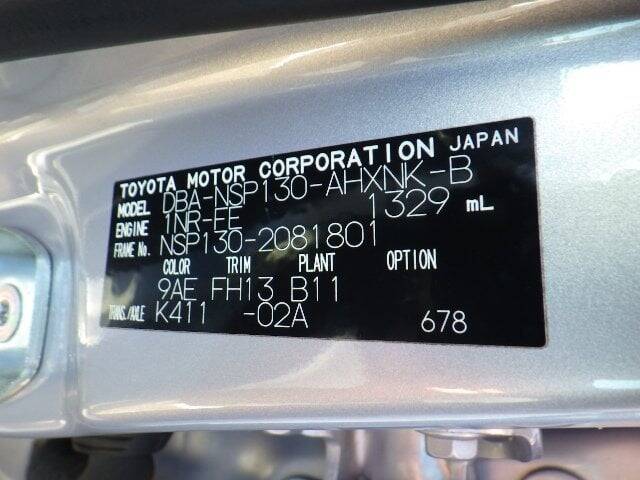 TOYOTA MOTOR CORPORATION JAPAN
MODEL DBA-NSP130-AHXNK-B
ENGINE 1NR-FE 1329 mL
FRAME No. NSP130-2081801
COLOR TRIM PLANT OPTION
9AE FH13 B11
TRANS./AXLE K411 -02A 678